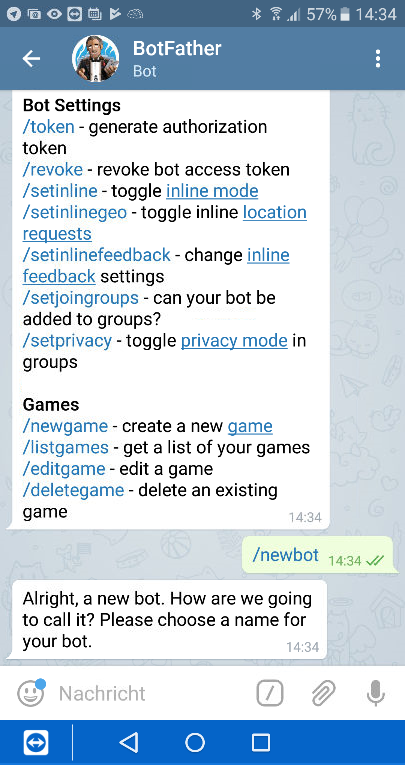 57% 14:34
BotFather
Bot
Bot Settings
/token - generate authorization
token
/revoke - revoke bot access token
/setinline - toggle inline mode
/setinlinegeo - toggle inline location
requests
/setinlinefeedback - change inline
feedback settings
/setjoingroups - can your bot be
added to groups?
/setprivacy - toggle privacy mode in
groups
Games
/newgame - create a new game
/listgames - get a list of your games
/editgame - edit a game
/deletegame - delete an existing
game
14:34
/newbot 14:34
Alright, a new bot. How are we going
to call it? Please choose a name for
your bot.
14:34
Nachricht